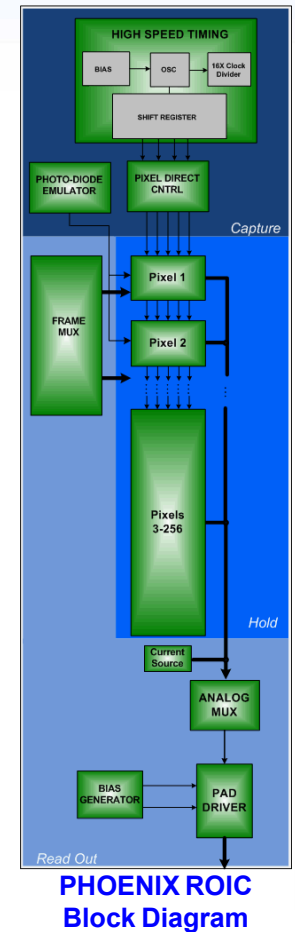 HIGH SPEED TIMING
BIAS
OSC
16X Clock
Divider
SHIFT REGISTER
PHOTO-DIODE
EMULATOR
PIXEL DIRECT
CNTRL
Capture
Pixel 1
FRAME
MUX
Pixel 2
Pixels
3-256
Hold
Current
Source
ANALOG
MUX
BIAS
GENERATOR
PAD
DRIVER
Read Out
PHOENIX ROIC
Block Diagram